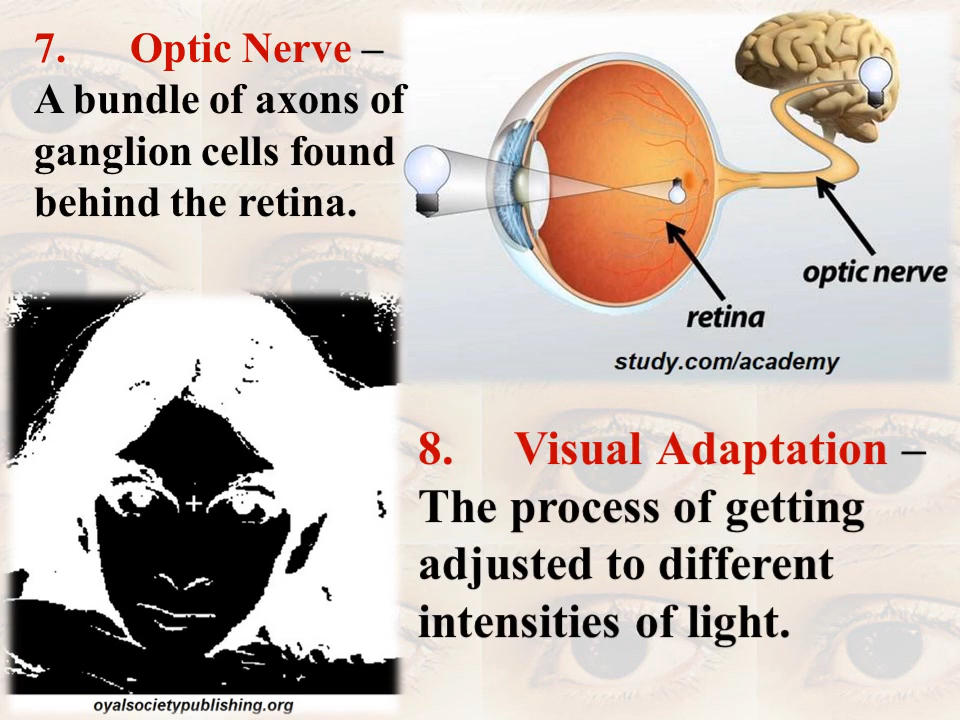 7. Optic Nerve –
A bundle of axons of
ganglion cells found
behind the retina.
optic nerve
retina
study.com/academy
8. Visual Adaptation –
The process of getting
adjusted to different
intensities of light.
oyalsocietypublishing.org